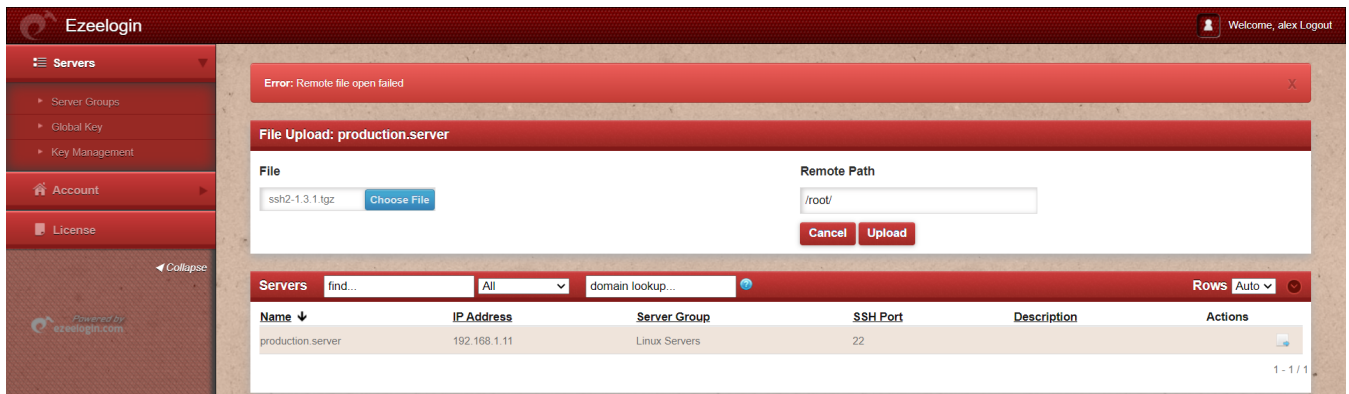 Ezeelogin
Welcome, alex Logout
Servers
Server Groups
Global Key
Key Management
Account
License
Collapse
Powered by
ezeelogin.com
Error: Remote file open failed
X
File Upload: production.server
File
Remote Path
ssh2-1.3.1.tgz
Choose File
/root/
Cancel
Upload
Servers
find...
All
domain lookup...
Rows Auto
Name IP Address Server Group SSH Port Description Actions
production.server 192.168.1.11 Linux Servers 22
1 - 1 / 1